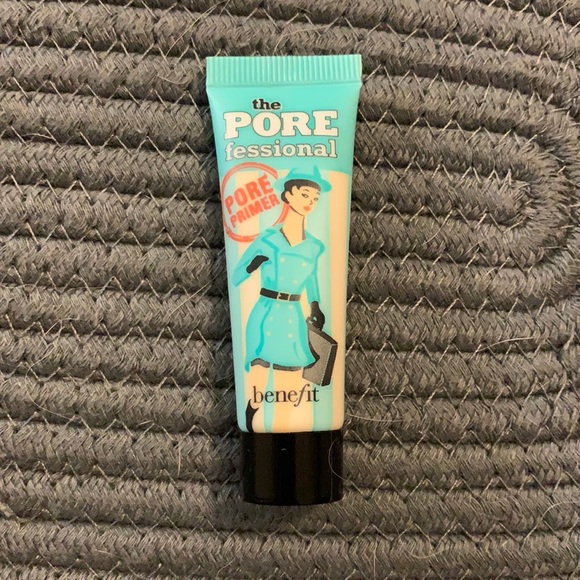 the
PORE
fessional
PORE
PRIMER
benefit